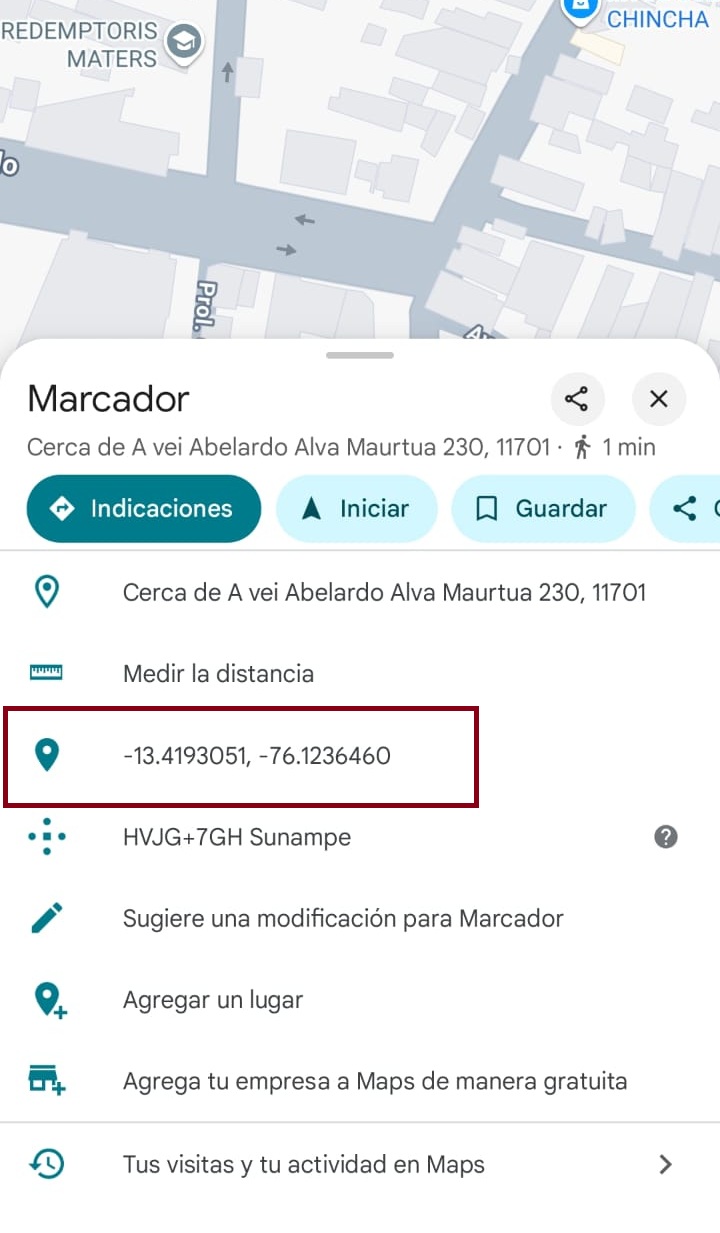 REDEMPTORIS
MATERS
CHINCHA
lo
Prol.
Marcador
Cerca de A vei Abelardo Alva Maurtua 230, 11701 · 1 min
Indicaciones
Iniciar
Guardar
Cerca de A vei Abelardo Alva Maurtua 230, 11701
Medir la distancia
-13.4193051, -76.1236460
HVJG+7GH Sunampe
Sugiere una modificación para Marcador
Agregar un lugar
Agrega tu empresa a Maps de manera gratuita
Tus visitas y tu actividad en Maps